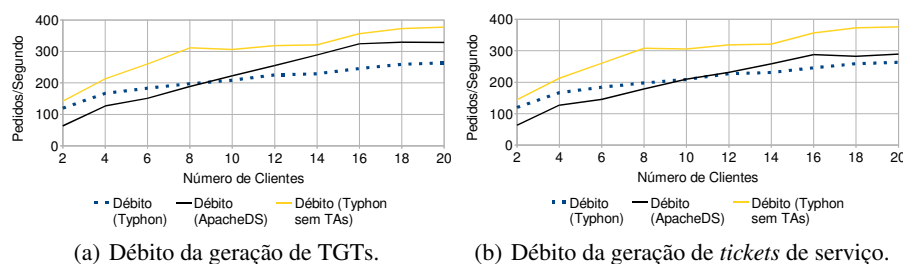 400
300
200
100
0
Pedidos/Segundo
2 4 6 8 10 12 14 16 18 20
Número de Clientes
Débito (Typhon)
Débito (ApacheDS)
Débito (Typhon sem TAs)
(a) Débito da geração de TGTs.
400
300
200
100
0
Pedidos/Segundo
2 4 6 8 10 12 14 16 18 20
Número de Clientes
Débito (Typhon)
Débito (ApacheDS)
Débito (Typhon sem TAs)
(b) Débito da geração de tickets de serviço.